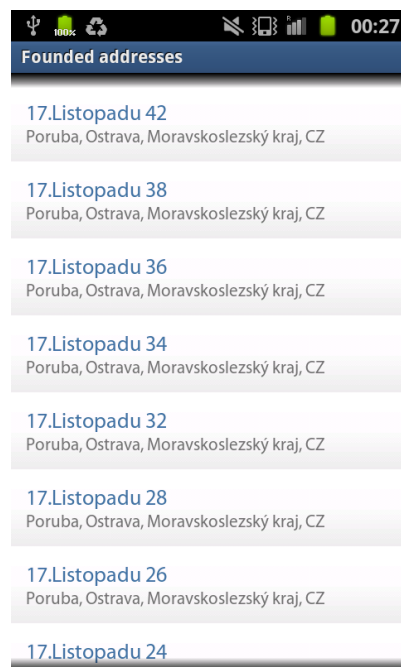 100%
R
00:27
Founded addresses
17.Listopadu 42
Poruba, Ostrava, Moravskoslezský kraj, CZ
17.Listopadu 38
Poruba, Ostrava, Moravskoslezský kraj, CZ
17.Listopadu 36
Poruba, Ostrava, Moravskoslezský kraj, CZ
17.Listopadu 34
Poruba, Ostrava, Moravskoslezský kraj, CZ
17.Listopadu 32
Poruba, Ostrava, Moravskoslezský kraj, CZ
17.Listopadu 28
Poruba, Ostrava, Moravskoslezský kraj, CZ
17.Listopadu 26
Poruba, Ostrava, Moravskoslezský kraj, CZ
17.Listopadu 24